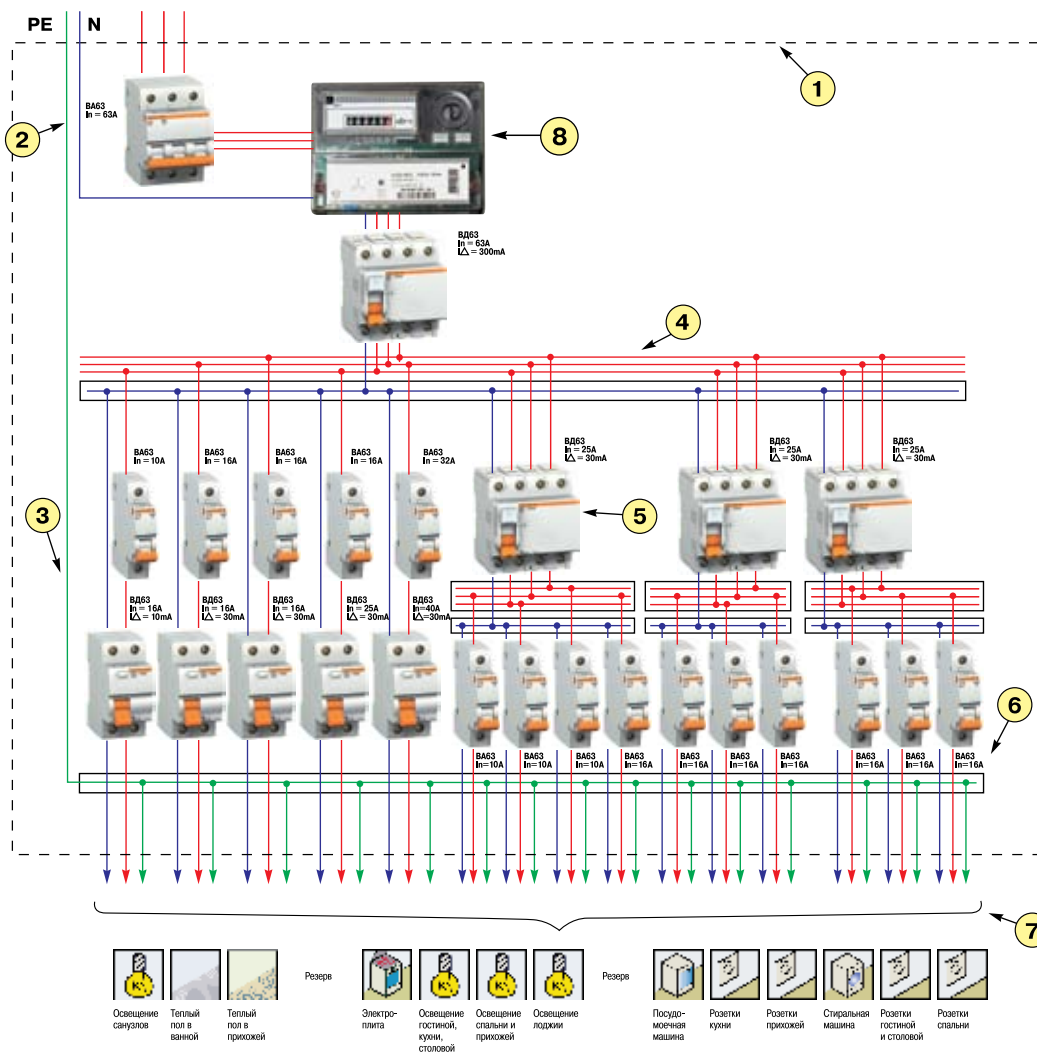 PE N
1
ВА63
In = 63A
2
8
ВД63
In = 63A
I△ = 300mA
4
ВА63
In = 10A
ВА63
In = 16A
ВА63
In = 16A
ВА63
In = 16A
ВА63
In = 32A
ВД63
In = 25A
I△ = 30mA
ВД63
In = 25A
I△ = 30mA
ВД63
In = 25A
I△ = 30mA
3
5
ВД63
In = 16A
I△ = 10mA
ВД63
In = 16A
I△ = 30mA
ВД63
In = 16A
I△ = 30mA
ВД63
In = 25A
I△ = 30mA
ВД63
In=40A
I△=30mA
6
ВА63
In=10A
ВА63
In=10A
ВА63
In=10A
ВА63
In=16A
ВА63
In=16A
ВА63
In=16A
ВА63
In=16A
ВА63
In=16A
ВА63
In=16A
ВА63
In=16A
7
Освещение
санузлов
Теплый
пол в
ванной
Теплый
пол в
прихожей
Резерв
Электро-
плита
Освещение
гостиной,
кухни,
столовой
Освещение
спальни и
прихожей
Освещение
лоджии
Резерв
Посудо-
моечная
машина
Розетки
кухни
Розетки
прихожей
Стиральная
машина
Розетки
гостиной
и столовой
Розетки
спальни